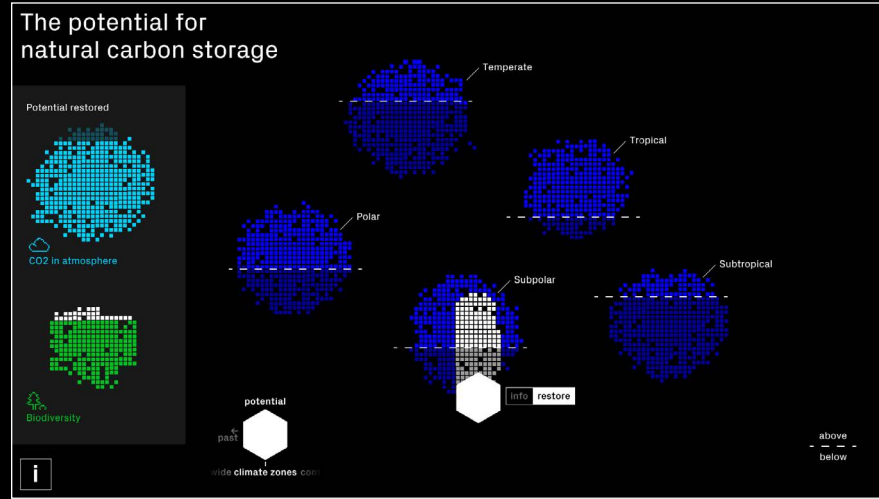 The potential for
natural carbon storage
Potential restored
CO2 in atmosphere
Biodiversity
Temperate
Tropical
Polar
Subpolar
Subtropical
info restore
potential
← past
wide climate zones
above
below
i